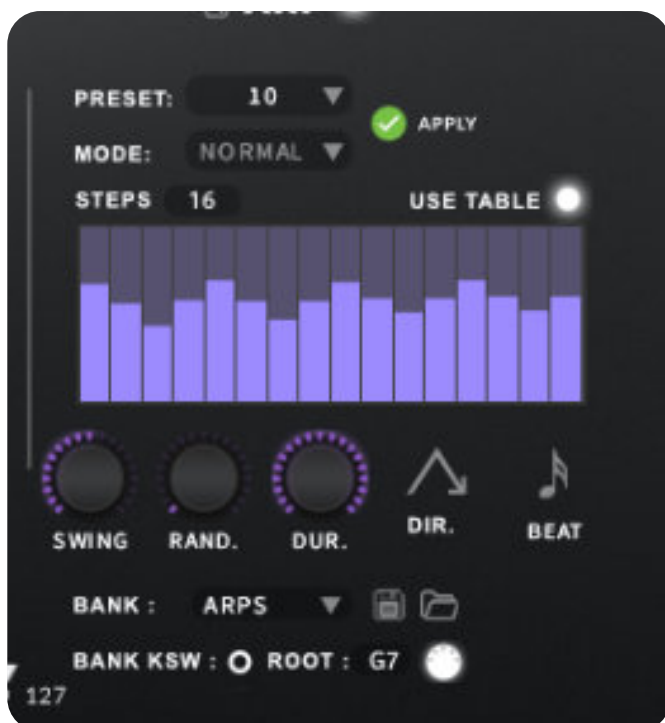 PRESET: 10
APPLY
MODE: NORMAL
STEPS 16 USE TABLE
SWING RAND. DUR. DIR. BEAT
BANK : ARPS
BANK KSW : ROOT : G7
127